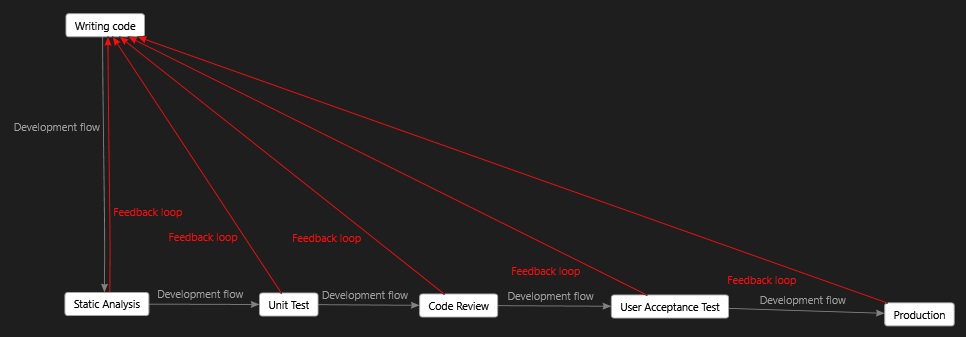 Writing code
Development flow
Feedback loop
Feedback loop
Feedback loop
Feedback loop
Feedback loop
Static Analysis
Development flow
Unit Test
Development flow
Code Review
Development flow
User Acceptance Test
Development flow
Production